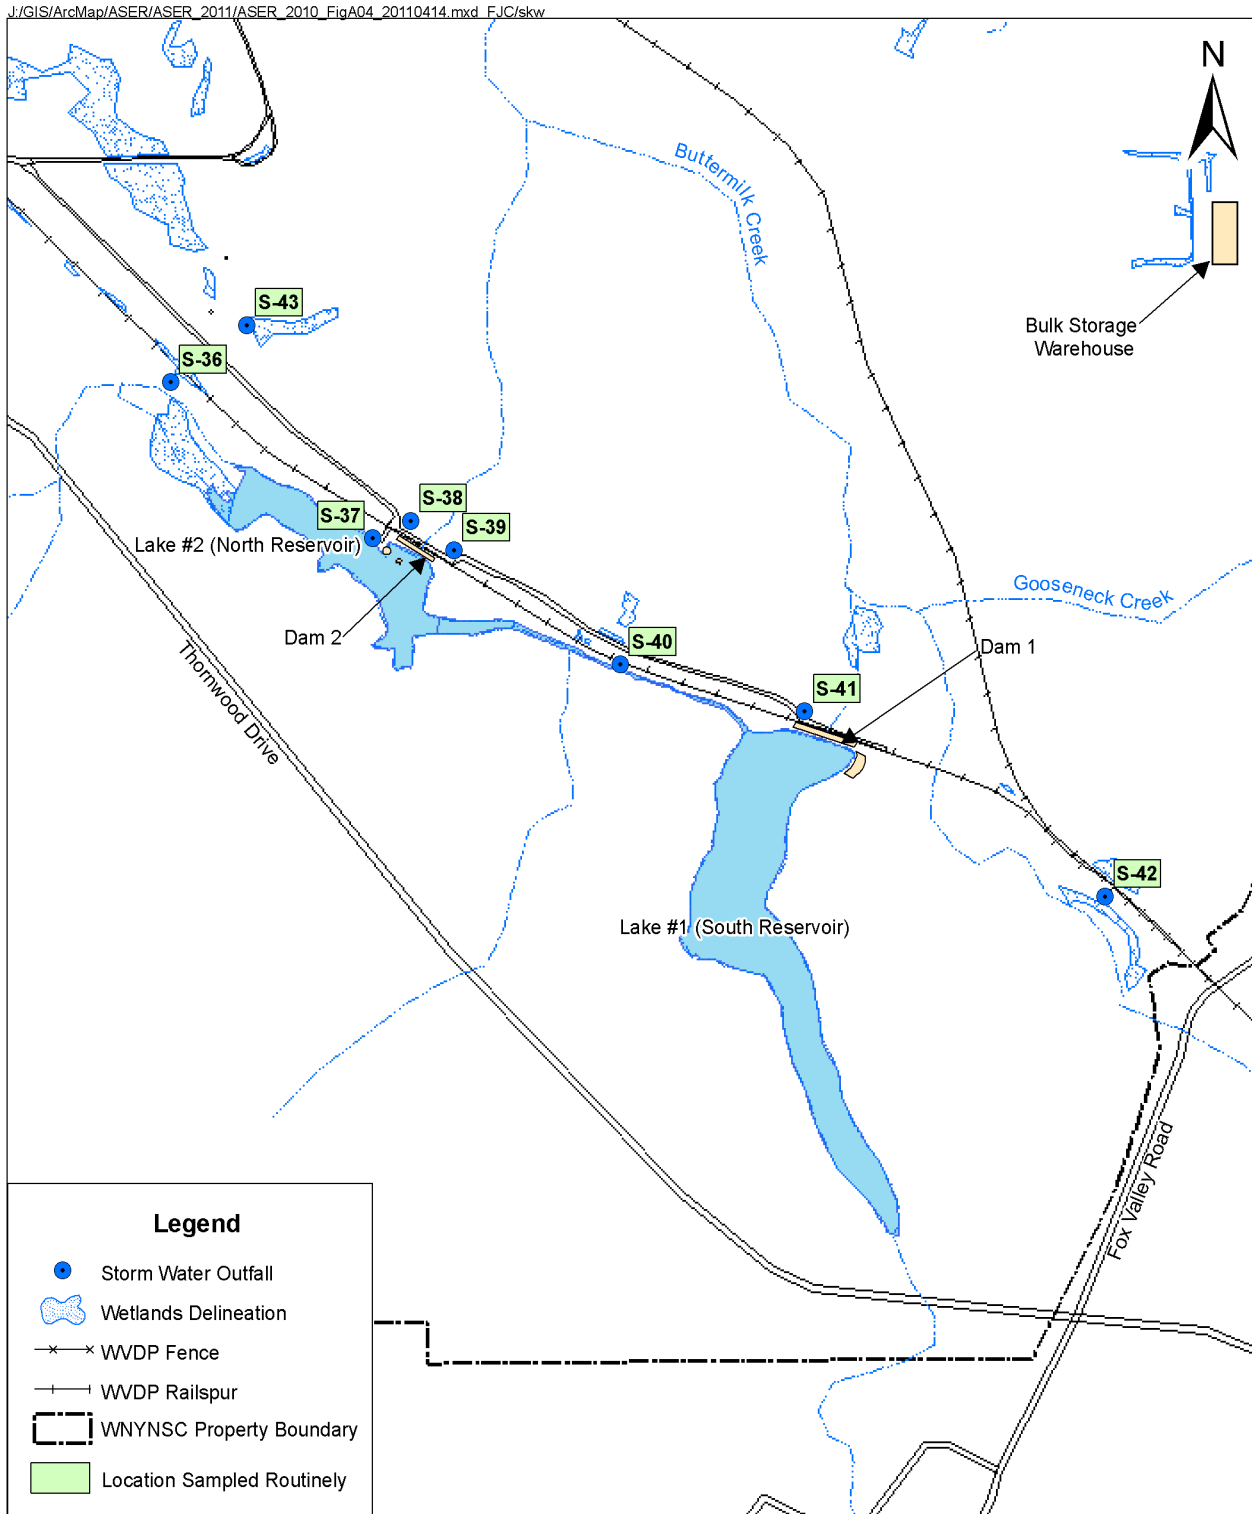 J:/GIS/ArcMap/ASER/ASER_2011/ASER_2010_FigA04_20110414.mxd FJC/skw
N
Buttermilk Creek
Bulk Storage
Warehouse
S-43
S-36
S-38
S-37
S-39
Lake #2 (North Reservoir)
Gooseneck Creek
Dam 2
S-40
Dam 1
S-41
Thornwood Drive
S-42
Lake #1 (South Reservoir)
Fox Valley Road
Legend
Storm Water Outfall
Wetlands Delineation
WVDP Fence
WVDP Railspur
WNYNSC Property Boundary
Location Sampled Routinely